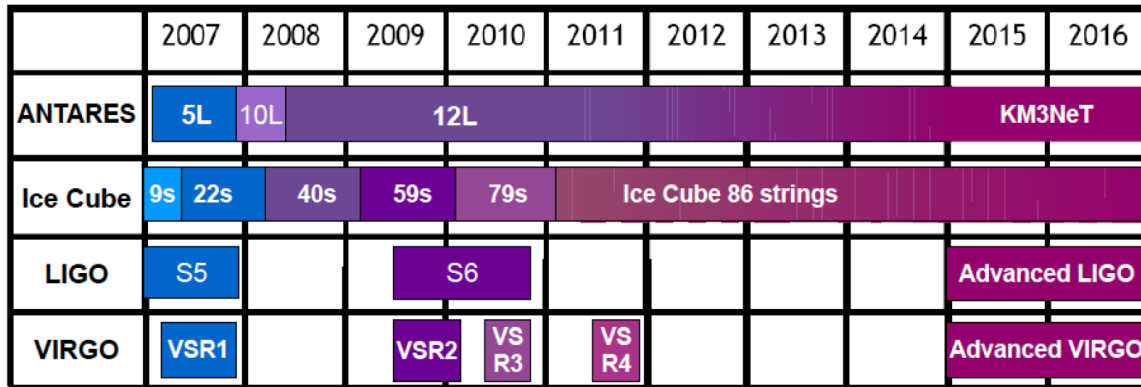 2007 2008 2009 2010 2011 2012 2013 2014 2015 2016
ANTARES 5L 10L 12L KM3NeT
Ice Cube 9s 22s 40s 59s 79s Ice Cube 86 strings
LIGO S5 S6 Advanced LIGO
VIRGO VSR1 VSR2 VS R3 VS R4 Advanced VIRGO